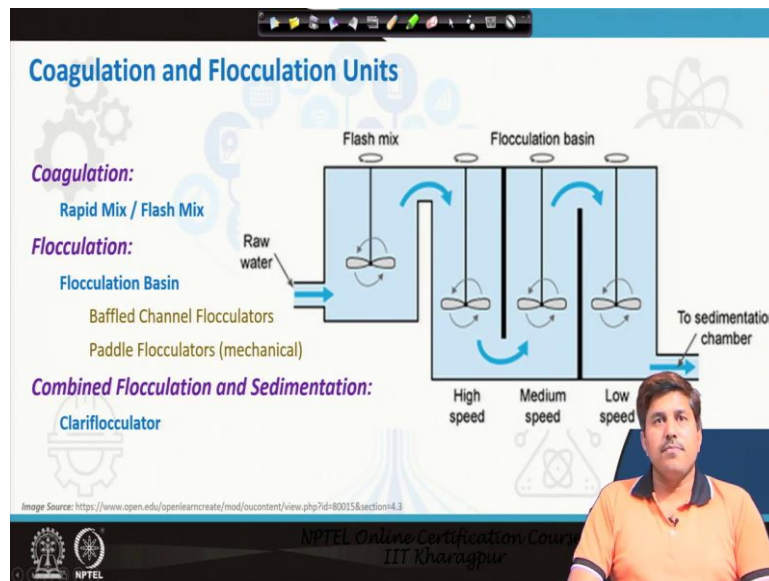 Coagulation and Flocculation Units
Coagulation:
Rapid Mix / Flash Mix
Flocculation:
Flocculation Basin
Baffled Channel Flocculators
Paddle Flocculators (mechanical)
Combined Flocculation and Sedimentation:
Clariflocculator
Flash mix
Flocculation basin
Raw
water
To sedimentation
chamber
High
speed
Medium
speed
Low
speed
Image Source: https://www.open.edu/openlearncreate/mod/oucontent/view.php?id=80015&section=4.3
NPTEL
NPTEL Online Certification Course
IIT Kharagpur